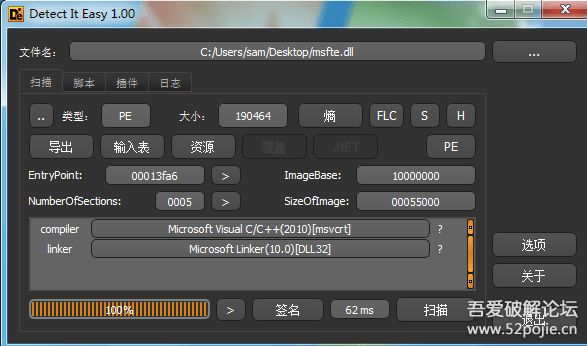 Detect It Easy 1.00
文件名: C:/Users/sam/Desktop/msfte.dll ...
扫描 脚本 插件 日志
.. 类型: PE 大小: 190464 熵 FLC S H
导出 输入表 资源 覆盖 .NET PE
EntryPoint: 00013fa6 > ImageBase: 10000000
NumberOfSections: 0005 > SizeOfImage: 00055000
compiler Microsoft Visual C/C++(2010)[msvcrt] ?
linker Microsoft Linker(10.0)[DLL32] ?
选项
关于
100% > 签名 62 ms 扫描 退出
吾爱破解论坛
www.52pojie.cn